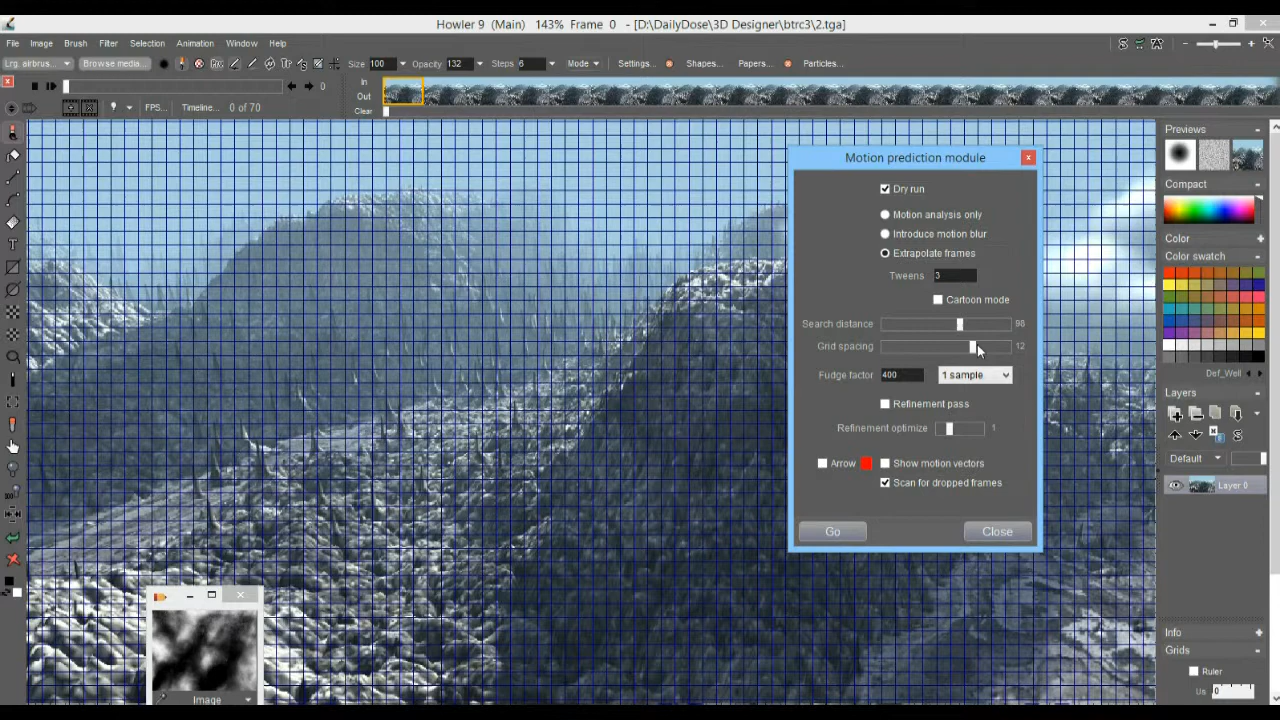 Howler 9 (Main) 143% Frame 0 - [D:\DailyDose\3D Designer\btrc3\2.tga]
File Image Brush Filter Selection Animation Window Help
Lrg. airbrus... Browse media... Size 100 Opacity 132 Steps 6 Mode Settings... Shapes... Papers... Particles...
In
0
Out
FPS... Timeline... 0 of 70
Clear
Previews
Motion prediction module
Compact
Dry run
Motion analysis only
Introduce motion blur
Color
Extrapolate frames
Color swatch
Tweens 3
Cartoon mode
Search distance 98
Grid spacing 12
Fudge factor 400 1 sample
Def_Well
Layers
Refinement pass
Refinement optimize 1
Default
Arrow Show motion vectors
Scan for dropped frames
Layer 0
Go Close
Info
Grids
Ruler
Us 0
Image